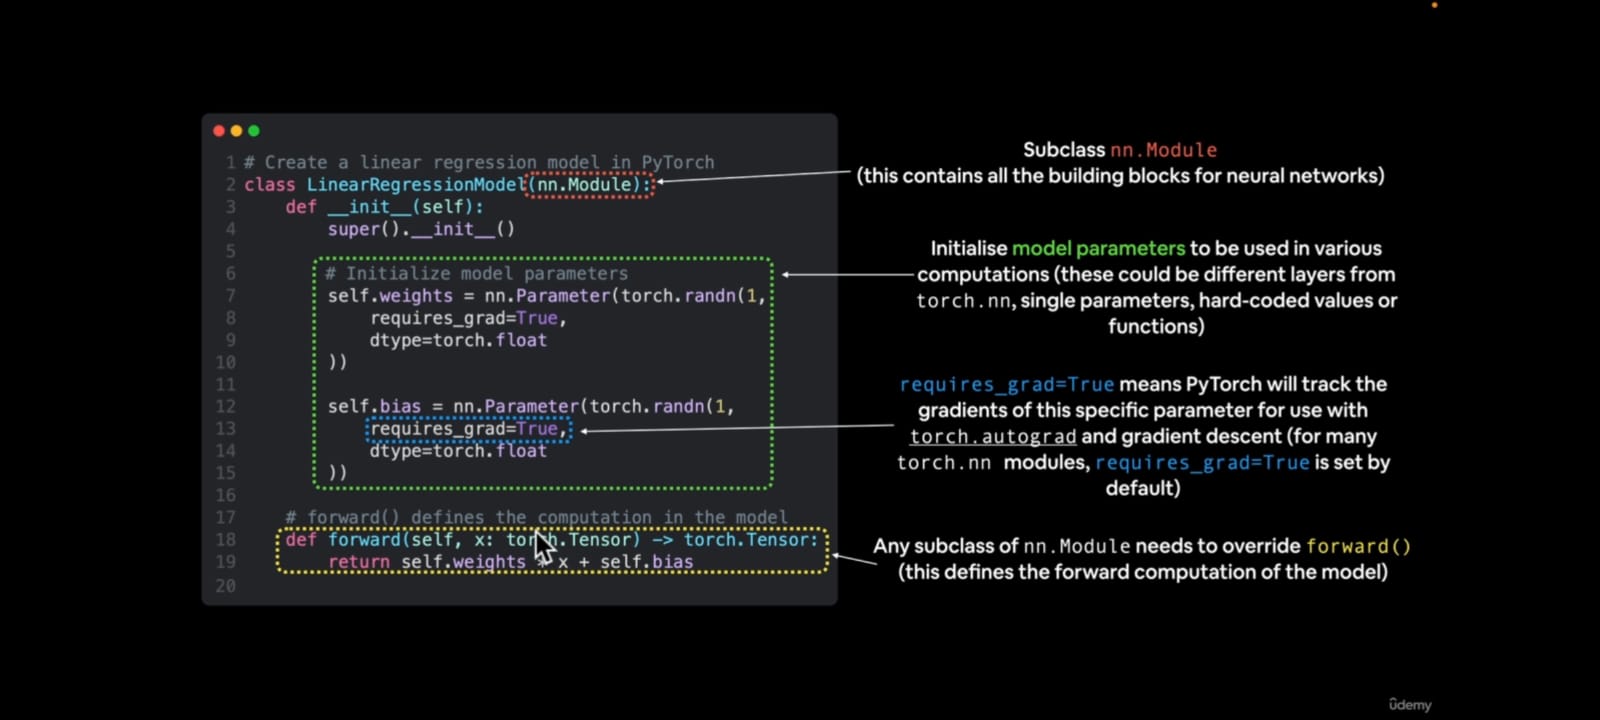 1 # Create a linear regression model in PyTorch
2 class LinearRegressionModel(nn.Module):
3 def __init__(self):
4 super().__init__()
5
6 # Initialize model parameters
7 self.weights = nn.Parameter(torch.randn(1,
8 requires_grad=True,
9 dtype=torch.float
10 ))
11
12 self.bias = nn.Parameter(torch.randn(1,
13 requires_grad=True,
14 dtype=torch.float
15 ))
16
17 # forward() defines the computation in the model
18 def forward(self, x: torch.Tensor) -> torch.Tensor:
19 return self.weights * x + self.bias
20
Subclass nn.Module
(this contains all the building blocks for neural networks)
Initialise model parameters to be used in various
computations (these could be different layers from
torch.nn, single parameters, hard-coded values or
functions)
requires_grad=True means PyTorch will track the
gradients of this specific parameter for use with
torch.autograd and gradient descent (for many
torch.nn modules, requires_grad=True is set by
default)
Any subclass of nn.Module needs to override forward()
(this defines the forward computation of the model)
udemy